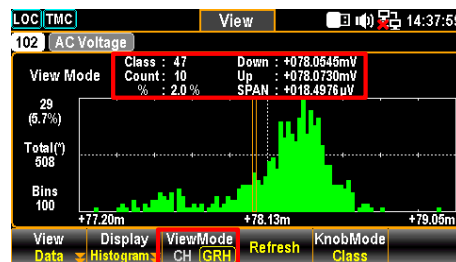 LOC TMC View 14:37:59
102 AC Voltage
View Mode
Class : 47 Down : +078.0545mV
Count : 10 Up : +078.0730mV
% : 2.0 % SPAN : +018.4976µV
29
(5.7%)
Total(*)
508
Bins
100
+77.20m +78.13m +79.05m
View Display ViewMode Refresh KnobMode
Data Histogram CH GRH Class